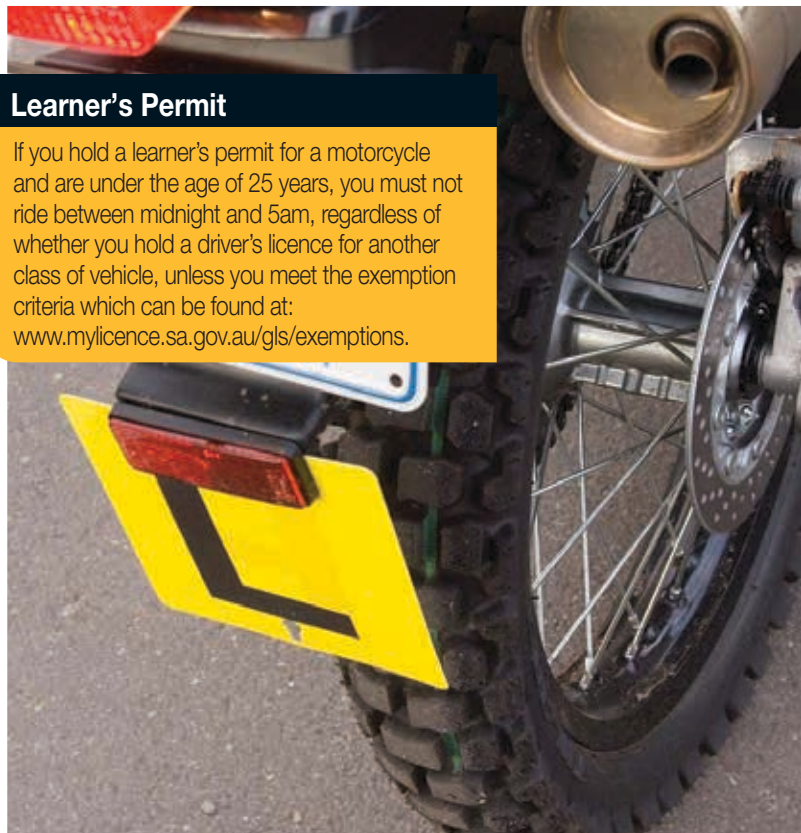 Learner's Permit
If you hold a learner's permit for a motorcycle
and are under the age of 25 years, you must not
ride between midnight and 5am, regardless of
whether you hold a driver's licence for another
class of vehicle, unless you meet the exemption
criteria which can be found at:
www.mylicence.sa.gov.au/gls/exemptions.
L